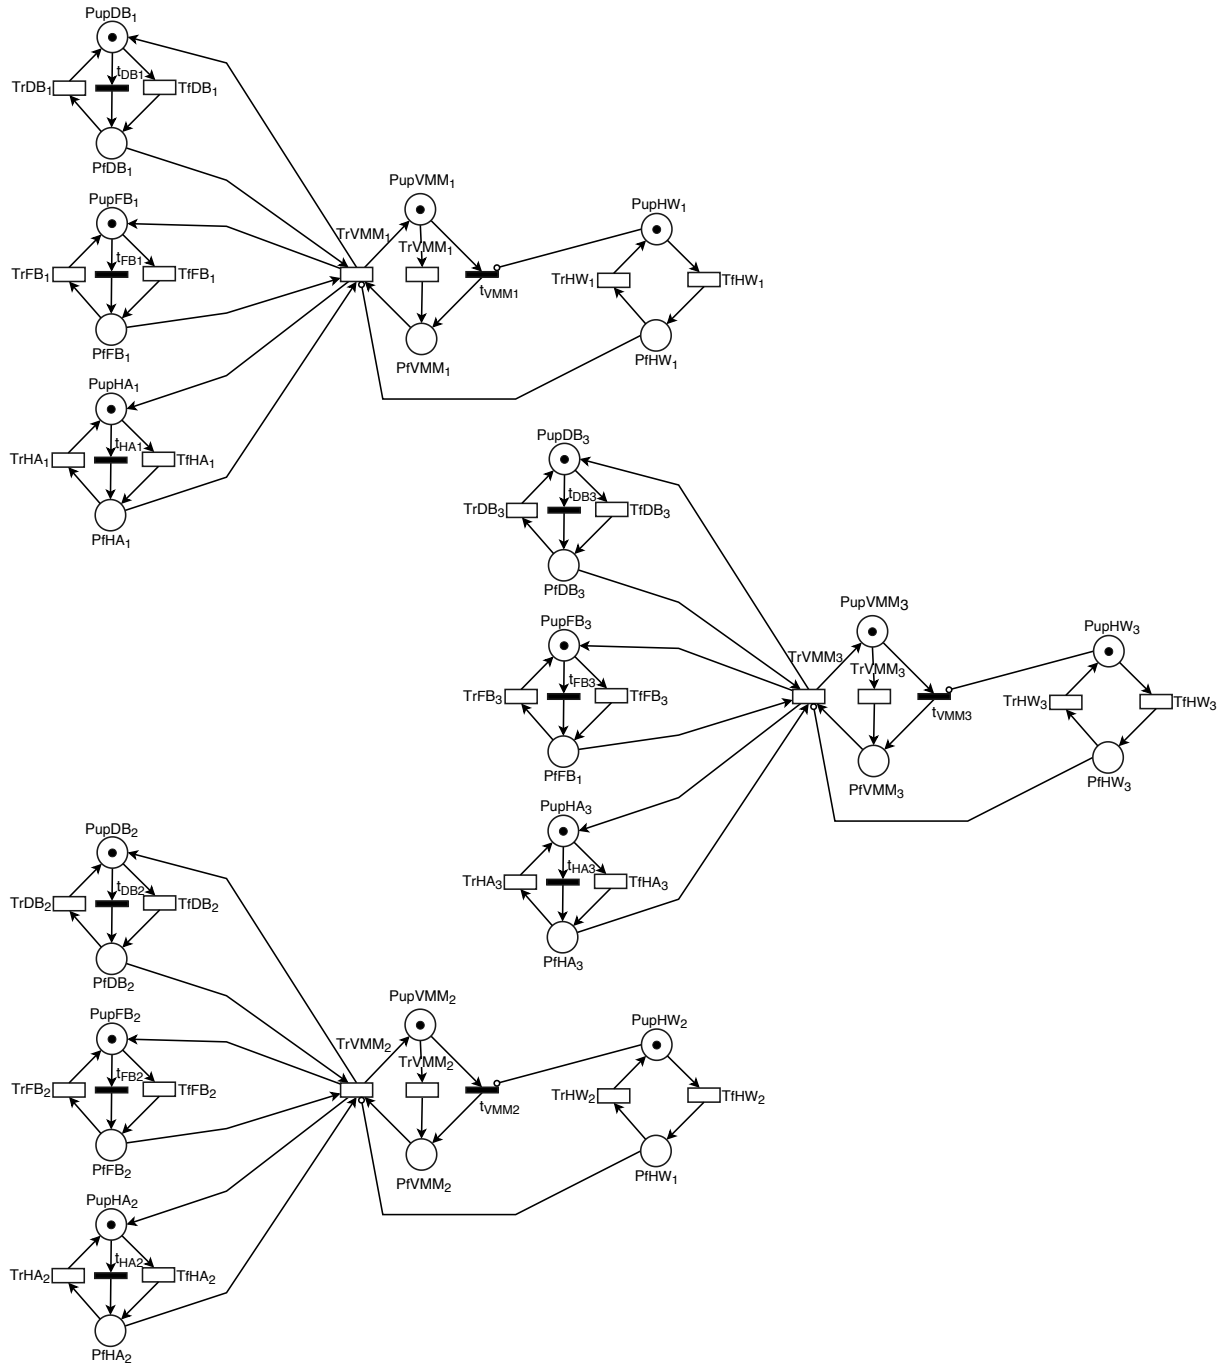 PupDB1
TrDB1
tDB1
TfDB1
PfDB1
PupFB1
TrFB1
tFB1
TfFB1
PfFB1
PupHA1
TrHA1
tHA1
TfHA1
PfHA1
PupVMM1
TrVMM1
TrVMM1
tVMM1
PfVMM1
PupHW1
TrHW1
TfHW1
PfHW1
PupDB3
TrDB3
tDB3
TfDB3
PfDB3
PupFB3
TrFB3
tFB3
TfFB3
PfFB1
PupHA3
TrHA3
tHA3
TfHA3
PfHA3
PupVMM3
TrVMM3
TrVMM3
tVMM3
PfVMM3
PupHW3
TrHW3
TfHW3
PfHW3
PupDB2
TrDB2
tDB2
TfDB2
PfDB2
PupFB2
TrFB2
tFB2
TfFB2
PfFB2
PupHA2
TrHA2
tHA2
TfHA2
PfHA2
PupVMM2
TrVMM2
TrVMM2
tVMM2
PfVMM2
PupHW2
TrHW2
TfHW2
PfHW1